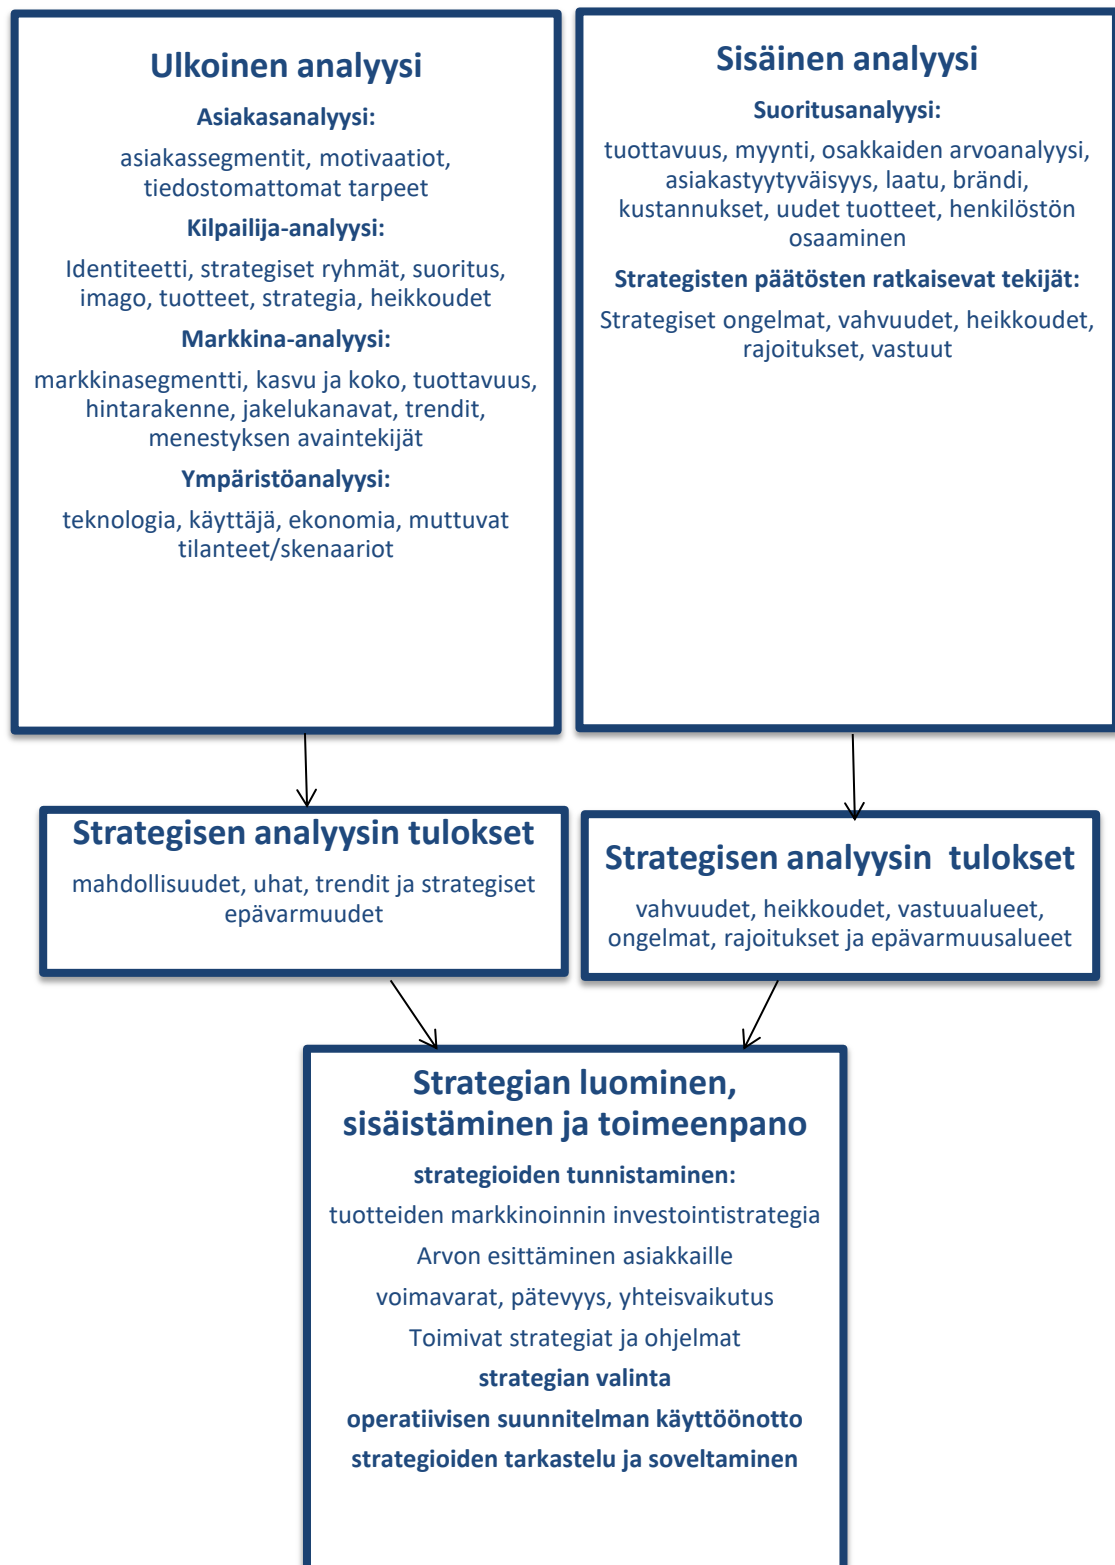 Ulkoinen analyysi
Asiakasanalyysi:
asiakassegmentit, motivaatiot,
tiedostomattomat tarpeet
Kilpailija-analyysi:
Identiteetti, strategiset ryhmät, suoritus,
imago, tuotteet, strategia, heikkoudet
Markkina-analyysi:
markkinasegmentti, kasvu ja koko, tuottavuus,
hintarakenne, jakelukanavat, trendit,
menestyksen avaintekijät
Ympäristöanalyysi:
teknologia, käyttäjä, ekonomia, muttuvat
tilanteet/skenaariot
Sisäinen analyysi
Suoritusanalyysi:
tuottavuus, myynti, osakkaiden arvoanalyysi,
asiakastyytyväisyys, laatu, brändi,
kustannukset, uudet tuotteet, henkilöstön
osaaminen
Strategisten päätösten ratkaisevat tekijät:
Strategiset ongelmat, vahvuudet, heikkoudet,
rajoitukset, vastuut
Strategisen analyysin tulokset
mahdollisuudet, uhat, trendit ja strategiset
epävarmuudet
Strategisen analyysin  tulokset
vahvuudet, heikkoudet, vastuualueet,
ongelmat, rajoitukset ja epävarmuusalueet
Strategian luominen,
sisäistäminen ja toimeenpano
strategioiden tunnistaminen:
tuotteiden markkinoinnin investointistrategia
Arvon esittäminen asiakkaille
voimavarat, pätevyys, yhteisvaikutus
Toimivat strategiat ja ohjelmat
strategian valinta
operatiivisen suunnitelman käyttöönotto
strategioiden tarkastelu ja soveltaminen